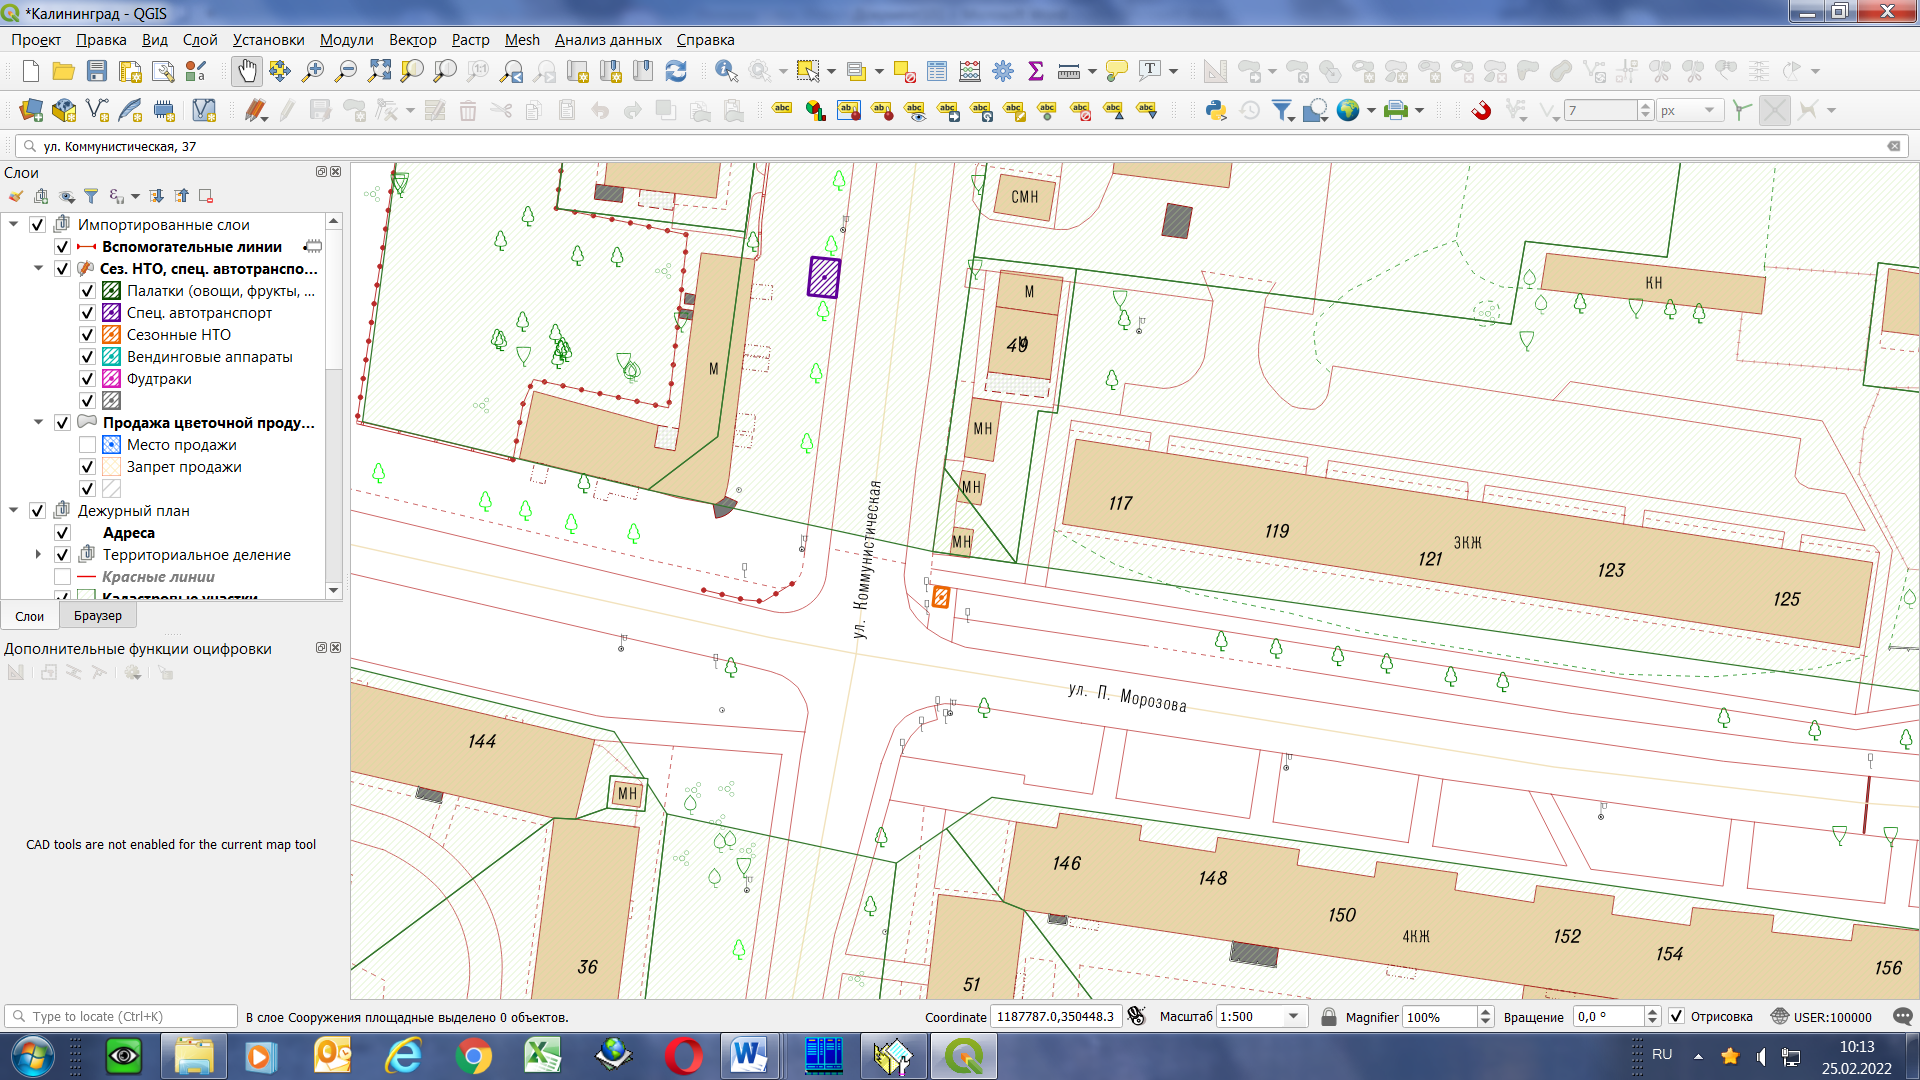 *Калининград - QGIS
Проект Правка Вид Слой Установки Модули Вектор Растр Mesh Анализ данных Справка
7 px
ул. Коммунистическая, 37
Слои
Импортированные слои
Вспомогательные линии
Сез. НТО, спец. автотранспо...
Палатки (овощи, фрукты, ...
Спец. автотранспорт
Сезонные НТО
Вендинговые аппараты
Фудтраки
Продажа цветочной проду...
Место продажи
Запрет продажи
Дежурный план
Адреса
Территориальное деление
Красные линии
Кадастровые участки
Слои Браузер
Дополнительные функции оцифровки
CAD tools are not enabled for the current map tool
СМН
М
49
М
МН
МН
МН
М
КН
117
119
121
3КЖ
123
125
ул. Коммунистическая
ул. П. Морозова
144
МН
36
146
148
150
4КЖ
152
154
156
51
Type to locate (Ctrl+K)
В слое Сооружения площадные выделено 0 объектов.
Coordinate 1187787.0,350448.3
Масштаб 1:500
Magnifier 100%
Вращение 0,0 °
Отрисовка
USER:100000
RU
10:13
25.02.2022